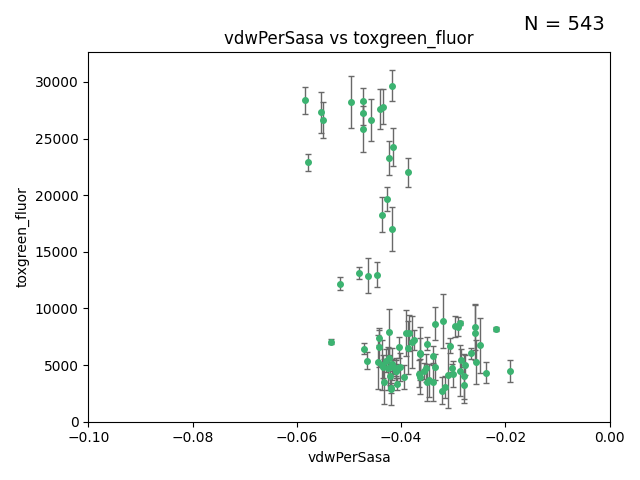 N = 543
vdwPerSasa vs toxgreen_fluor
30000
25000
20000
15000
10000
5000
0
toxgreen_fluor
−0.10 −0.08 −0.06 −0.04 −0.02 0.00
vdwPerSasa